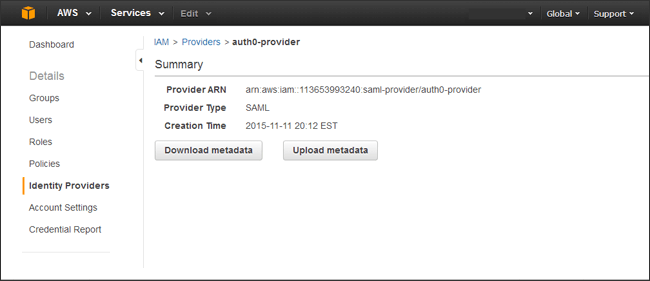 AWS Services Edit Global Support
Dashboard
Details
Groups
Users
Roles
Policies
Identity Providers
Account Settings
Credential Report
IAM > Providers > auth0-provider
Summary
Provider ARN arn:aws:iam::113653993240:saml-provider/auth0-provider
Provider Type SAML
Creation Time 2015-11-11 20:12 EST
Download metadata Upload metadata